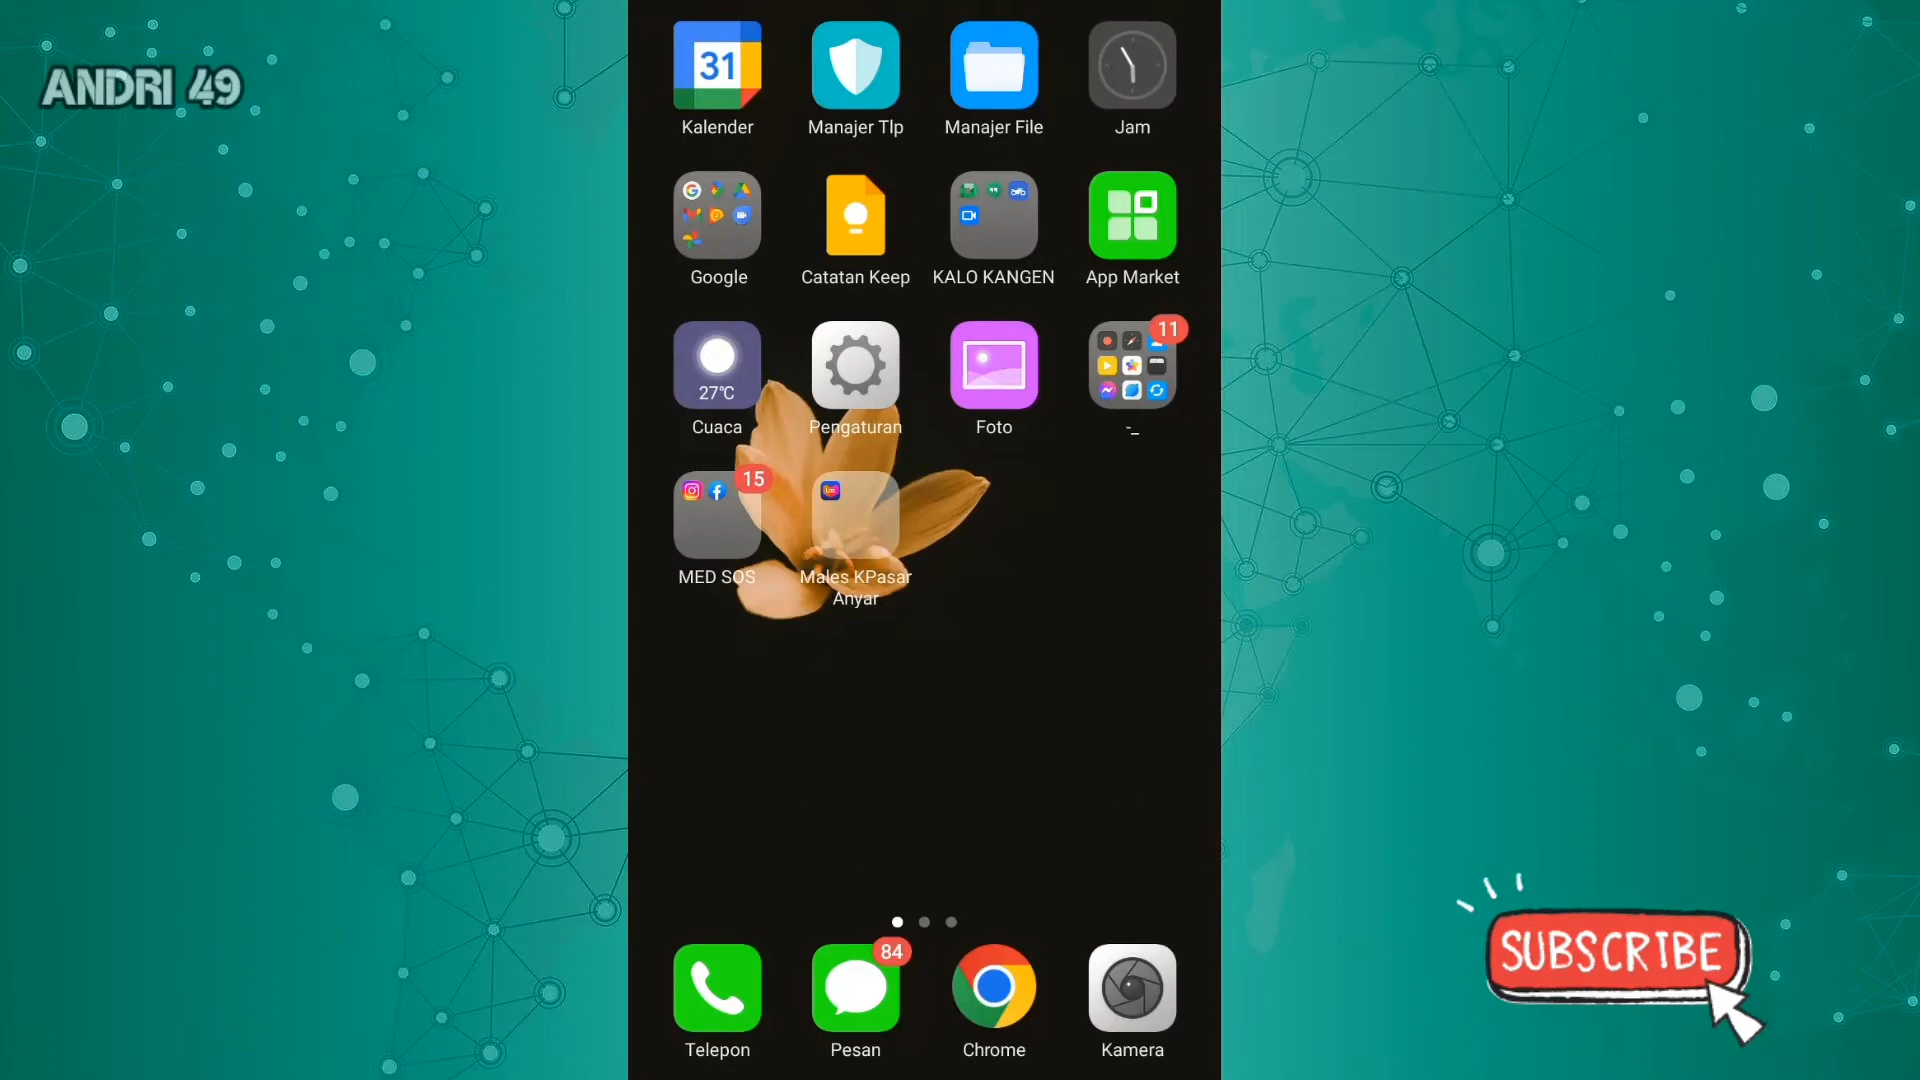 ANDRI 49
31
Kalender
Manajer Tlp
Manajer File
Jam
Google
Catatan Keep
KALO KANGEN
App Market
27°C
Cuaca
Pengaturan
Foto
11
-_
15
MED SOS
Males KPasar
Anyar
84
Telepon
Pesan
Chrome
Kamera
SUBSCRIBE